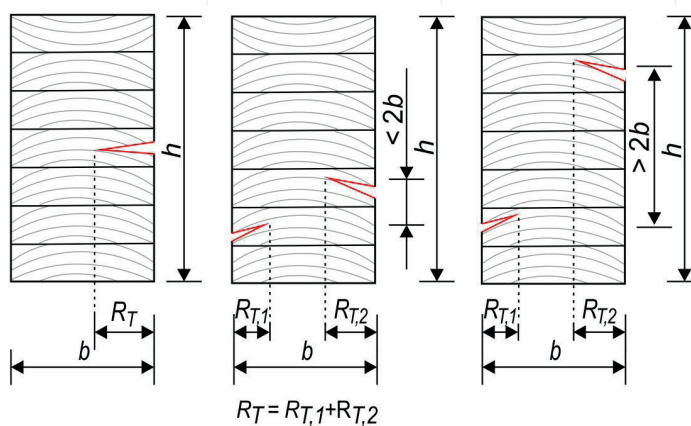 h
R_T
b
< 2b
h
R_T,1
R_T,2
b
R_T = R_T,1+R_T,2
> 2b
h
R_T,1
R_T,2
b